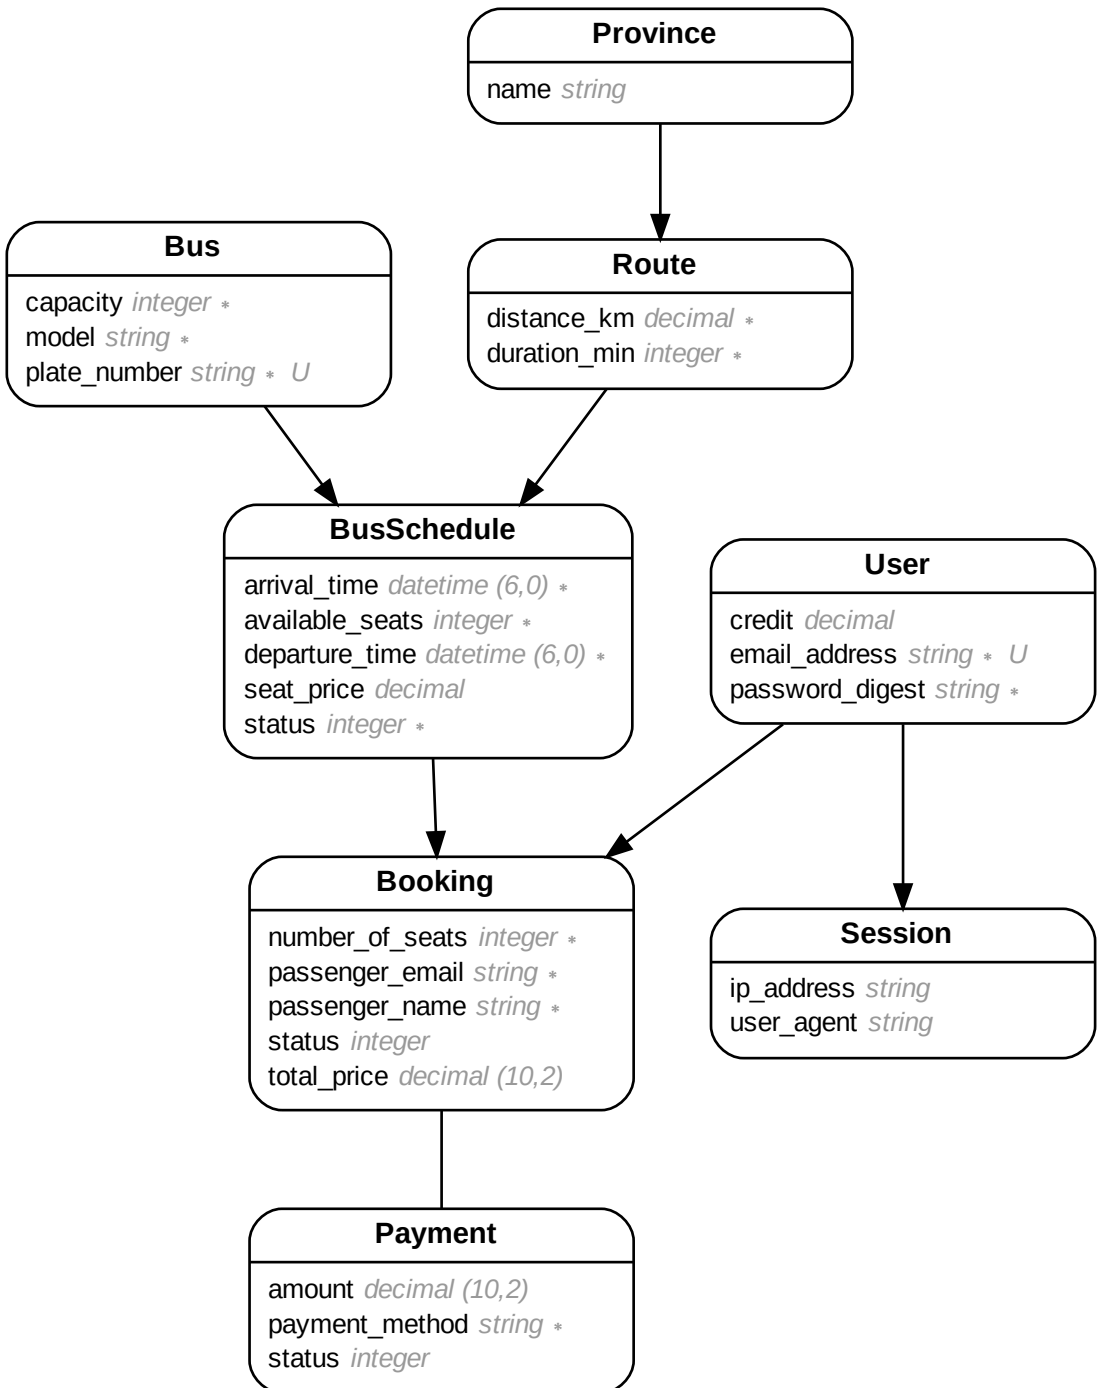 Province
name string
Bus
capacity integer *
model string *
plate_number string * U
Route
distance_km decimal *
duration_min integer *
BusSchedule
arrival_time datetime (6,0) *
available_seats integer *
departure_time datetime (6,0) *
seat_price decimal
status integer *
User
credit decimal
email_address string * U
password_digest string *
Booking
number_of_seats integer *
passenger_email string *
passenger_name string *
status integer
total_price decimal (10,2)
Session
ip_address string
user_agent string
Payment
amount decimal (10,2)
payment_method string *
status integer